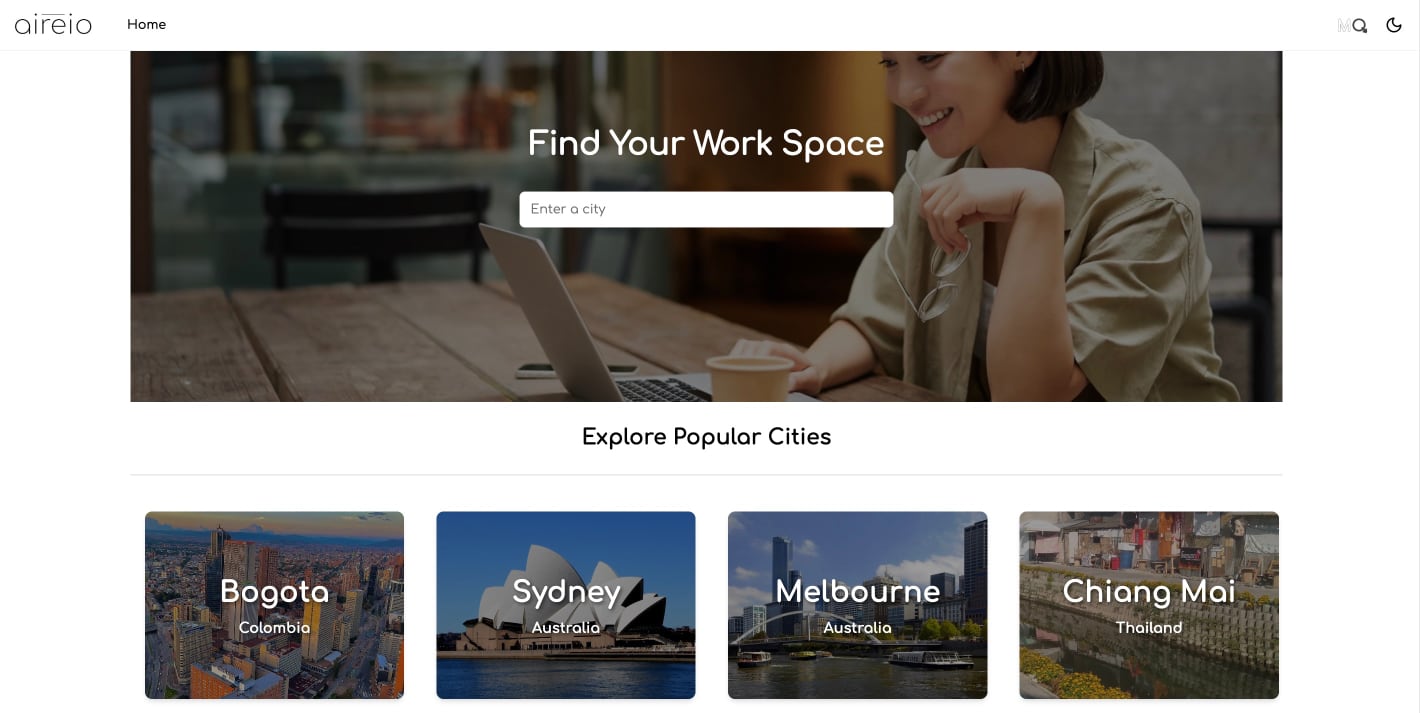 aireio
Home
Find Your Work Space
Enter a city
Explore Popular Cities
Bogota
Colombia
Sydney
Australia
Melbourne
Australia
Chiang Mai
Thailand